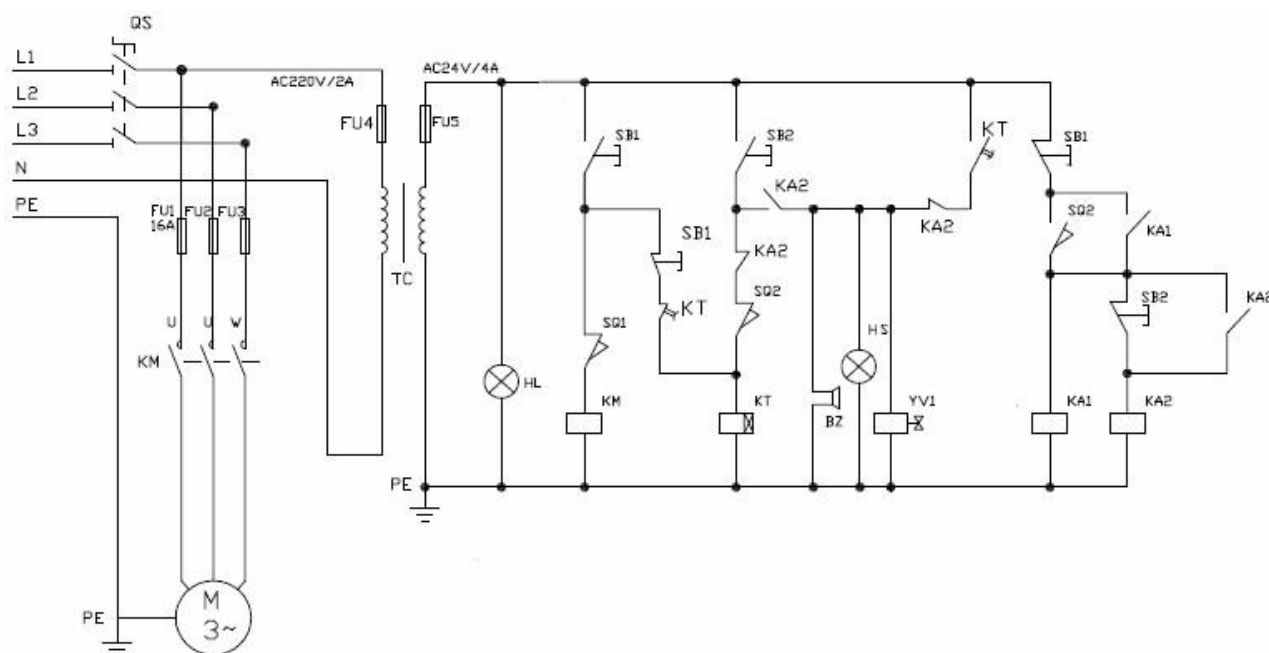 QS
L1
AC220V/2A
AC24V/4A
L2
FU4
FU5
L3
SB1
SB2
KT
SB1
N
KA2
PE
FU1
FU2
FU3
16A
SB1
KA2
SQ2
KA1
TC
KA2
KT
SQ2
SB2
KA2
U
U
W
SQ1
HS
KM
HL
KM
KT
BZ
YV1
KA1
KA2
PE
M
3~
PE